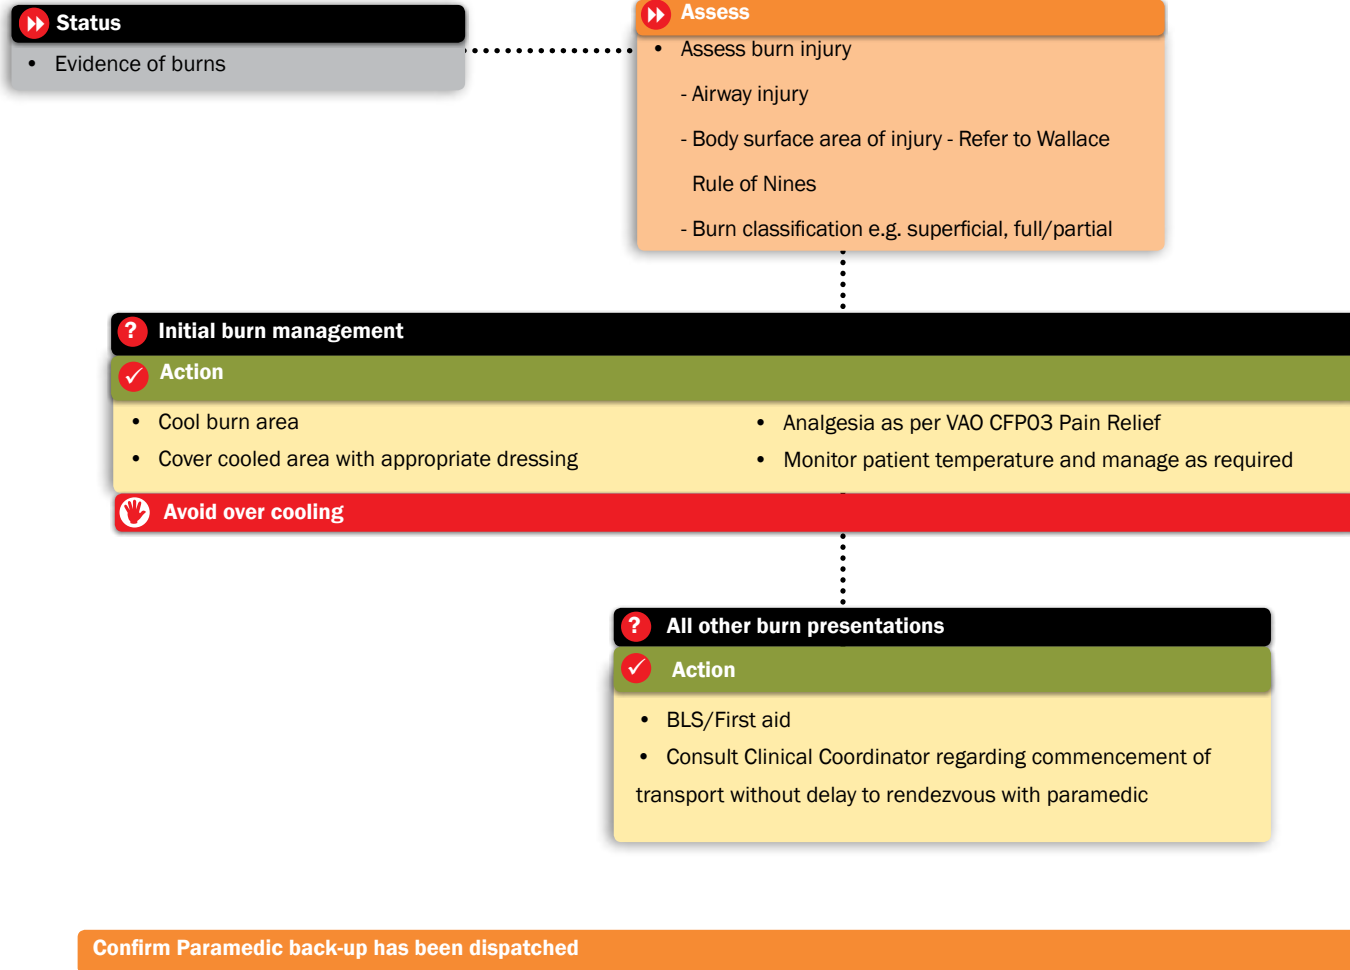 Status
• Evidence of burns
Assess
• Assess burn injury
- Airway injury
- Body surface area of injury - Refer to Wallace
Rule of Nines
- Burn classification e.g. superficial, full/partial
? Initial burn management
Action
• Cool burn area
• Cover cooled area with appropriate dressing
• Analgesia as per VAO CFP03 Pain Relief
• Monitor patient temperature and manage as required
Avoid over cooling
? All other burn presentations
Action
• BLS/First aid
• Consult Clinical Coordinator regarding commencement of
transport without delay to rendezvous with paramedic
Confirm Paramedic back-up has been dispatched